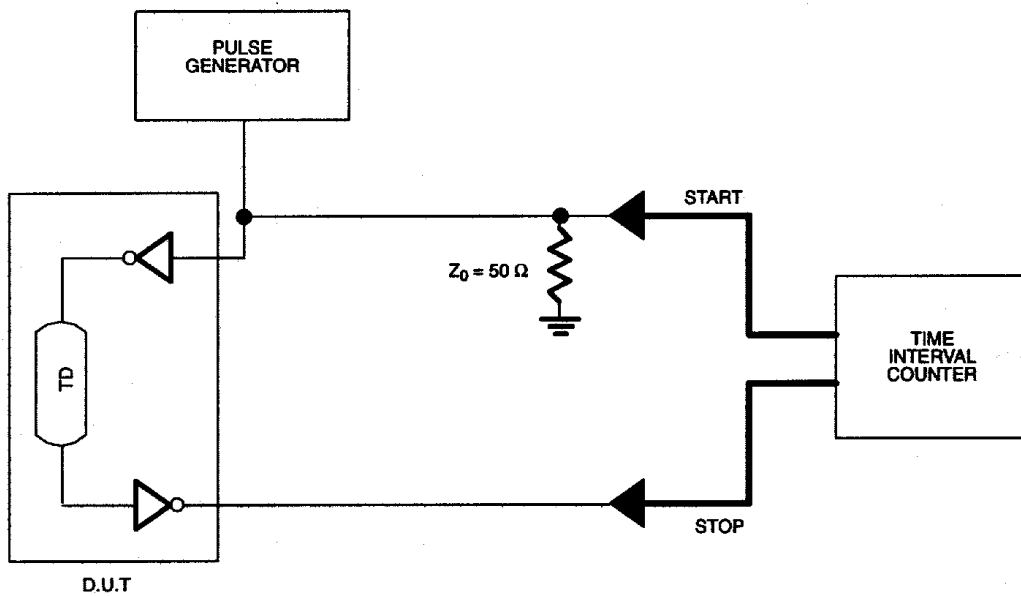 PULSE
GENERATOR
START
Z₀ = 50 Ω
TIME
INTERVAL
COUNTER
TD
STOP
D.U.T